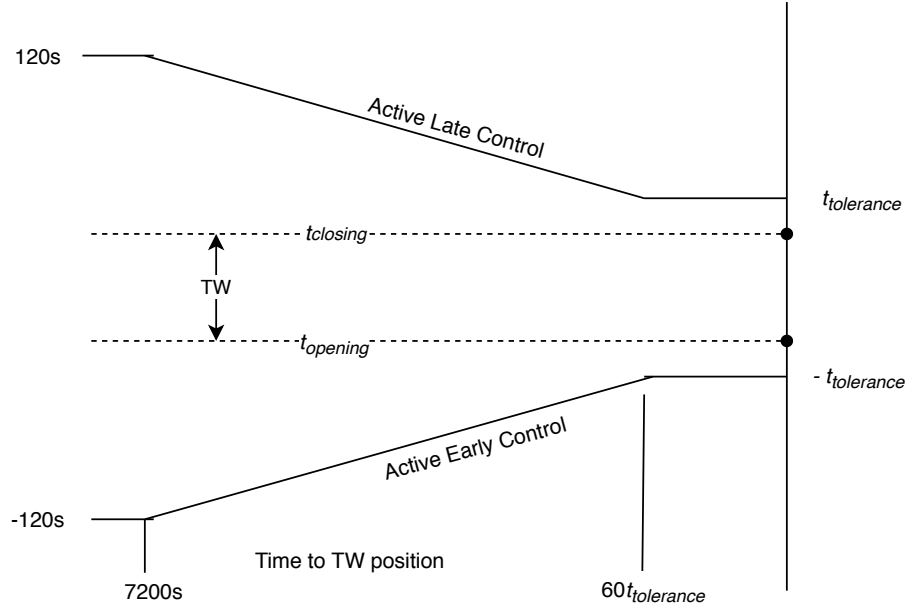 120s
Active Late Control
t_tolerance
t_closing
TW
t_opening
- t_tolerance
Active Early Control
-120s
Time to TW position
7200s
60t_tolerance